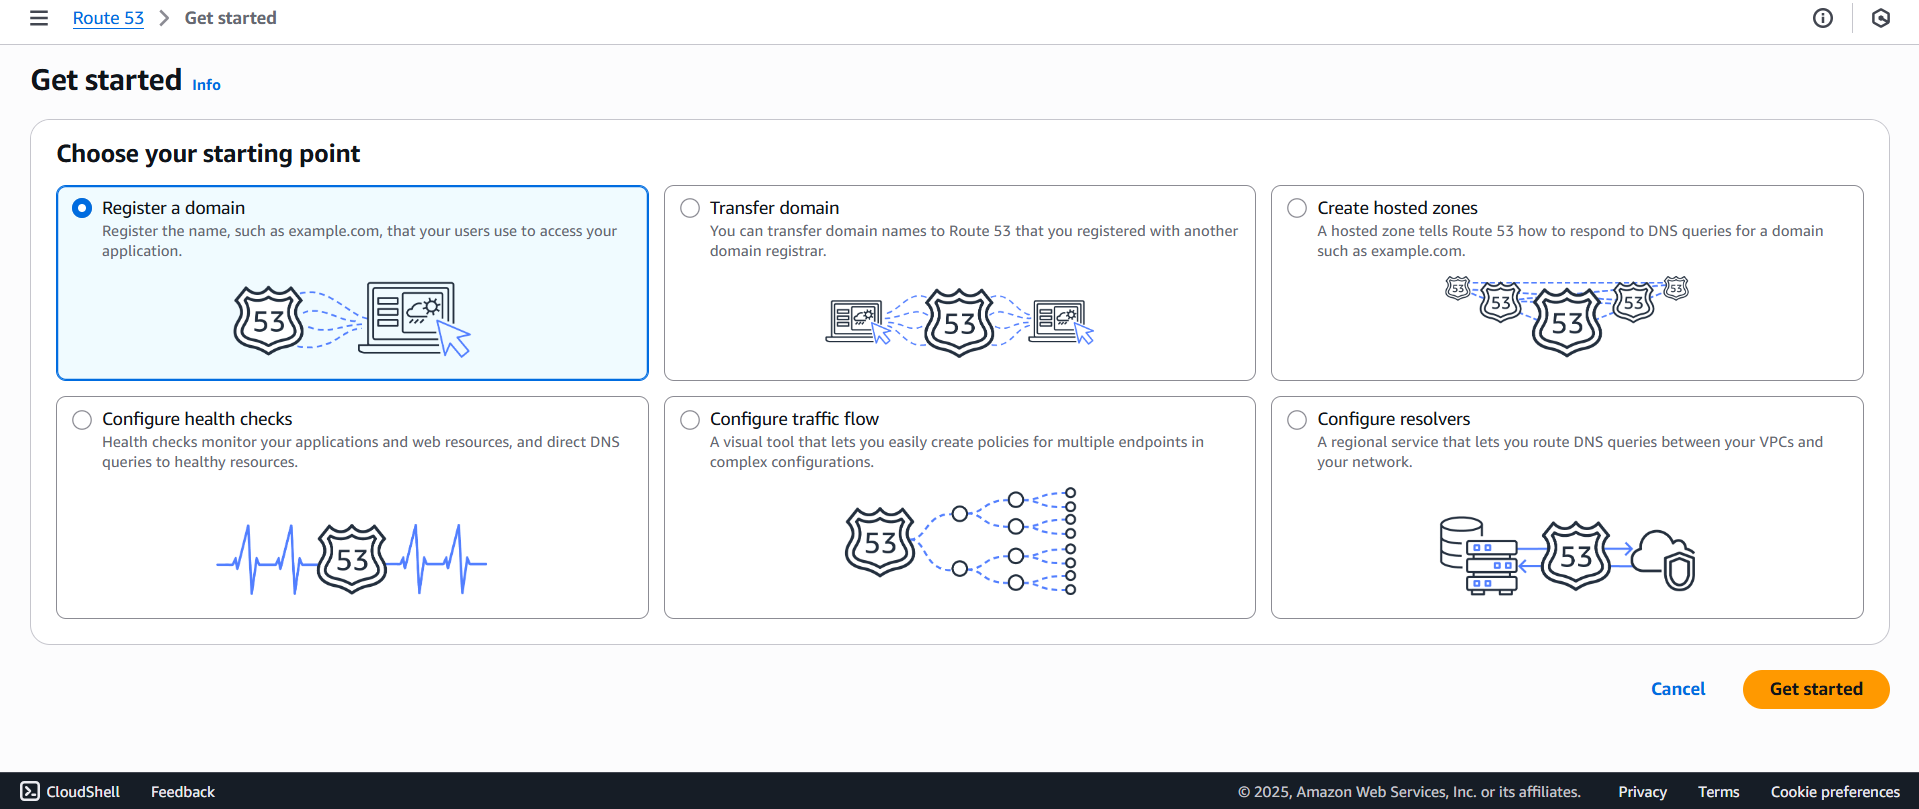 Route 53 > Get started
Get started Info
Choose your starting point
Register a domain
Register the name, such as example.com, that your users use to access your
application.
53
Transfer domain
You can transfer domain names to Route 53 that you registered with another
domain registrar.
53
Create hosted zones
A hosted zone tells Route 53 how to respond to DNS queries for a domain
such as example.com.
53 53 53 53 53
Configure health checks
Health checks monitor your applications and web resources, and direct DNS
queries to healthy resources.
53
Configure traffic flow
A visual tool that lets you easily create policies for multiple endpoints in
complex configurations.
53
Configure resolvers
A regional service that lets you route DNS queries between your VPCs and
your network.
53
Cancel Get started
CloudShell Feedback © 2025, Amazon Web Services, Inc. or its affiliates. Privacy Terms Cookie preferences